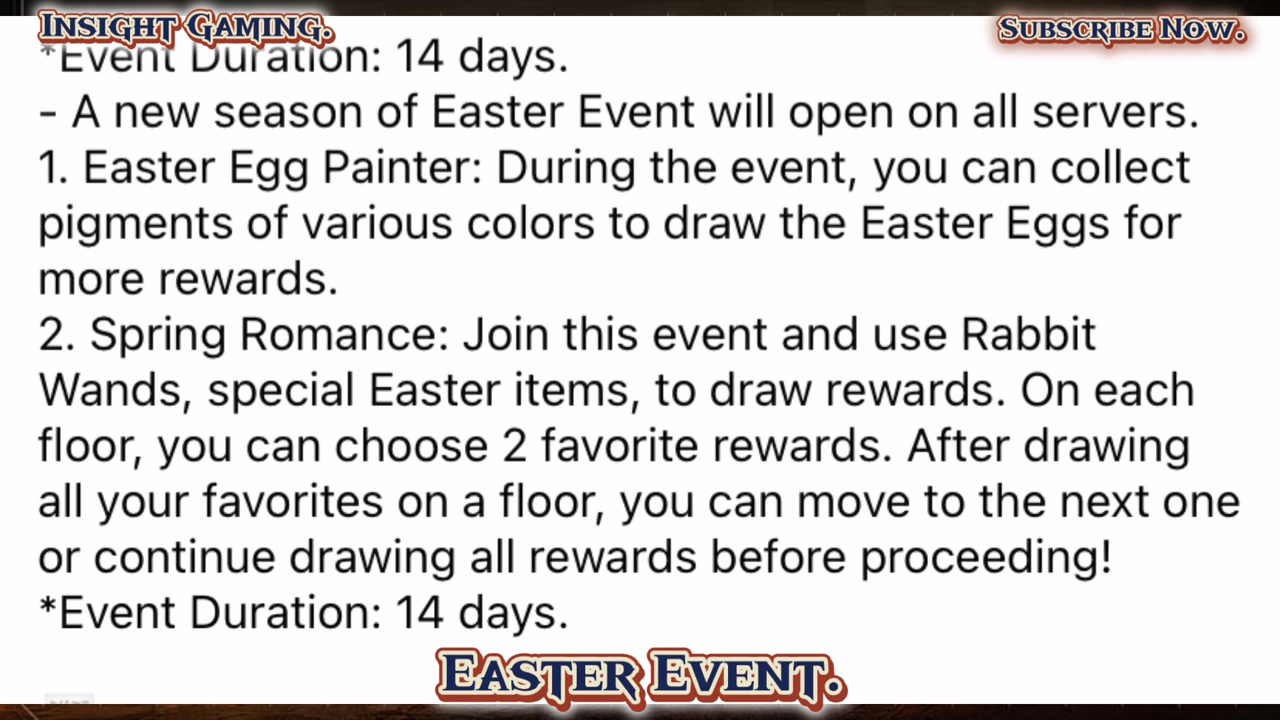 Insight Gaming.
Subscribe Now.
*Event Duration: 14 days.
- A new season of Easter Event will open on all servers.
1. Easter Egg Painter: During the event, you can collect
pigments of various colors to draw the Easter Eggs for
more rewards.
2. Spring Romance: Join this event and use Rabbit
Wands, special Easter items, to draw rewards. On each
floor, you can choose 2 favorite rewards. After drawing
all your favorites on a floor, you can move to the next one
or continue drawing all rewards before proceeding!
*Event Duration: 14 days.
Easter Event.